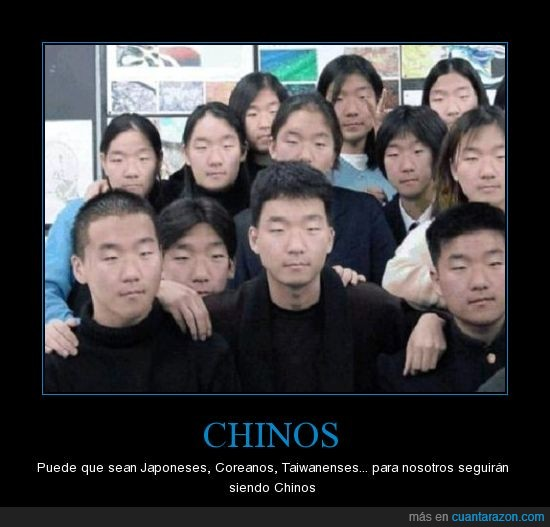 CHINOS
Puede que sean Japoneses, Coreanos, Taiwanenses... para nosotros seguirán
siendo Chinos
más en cuantarazon.com